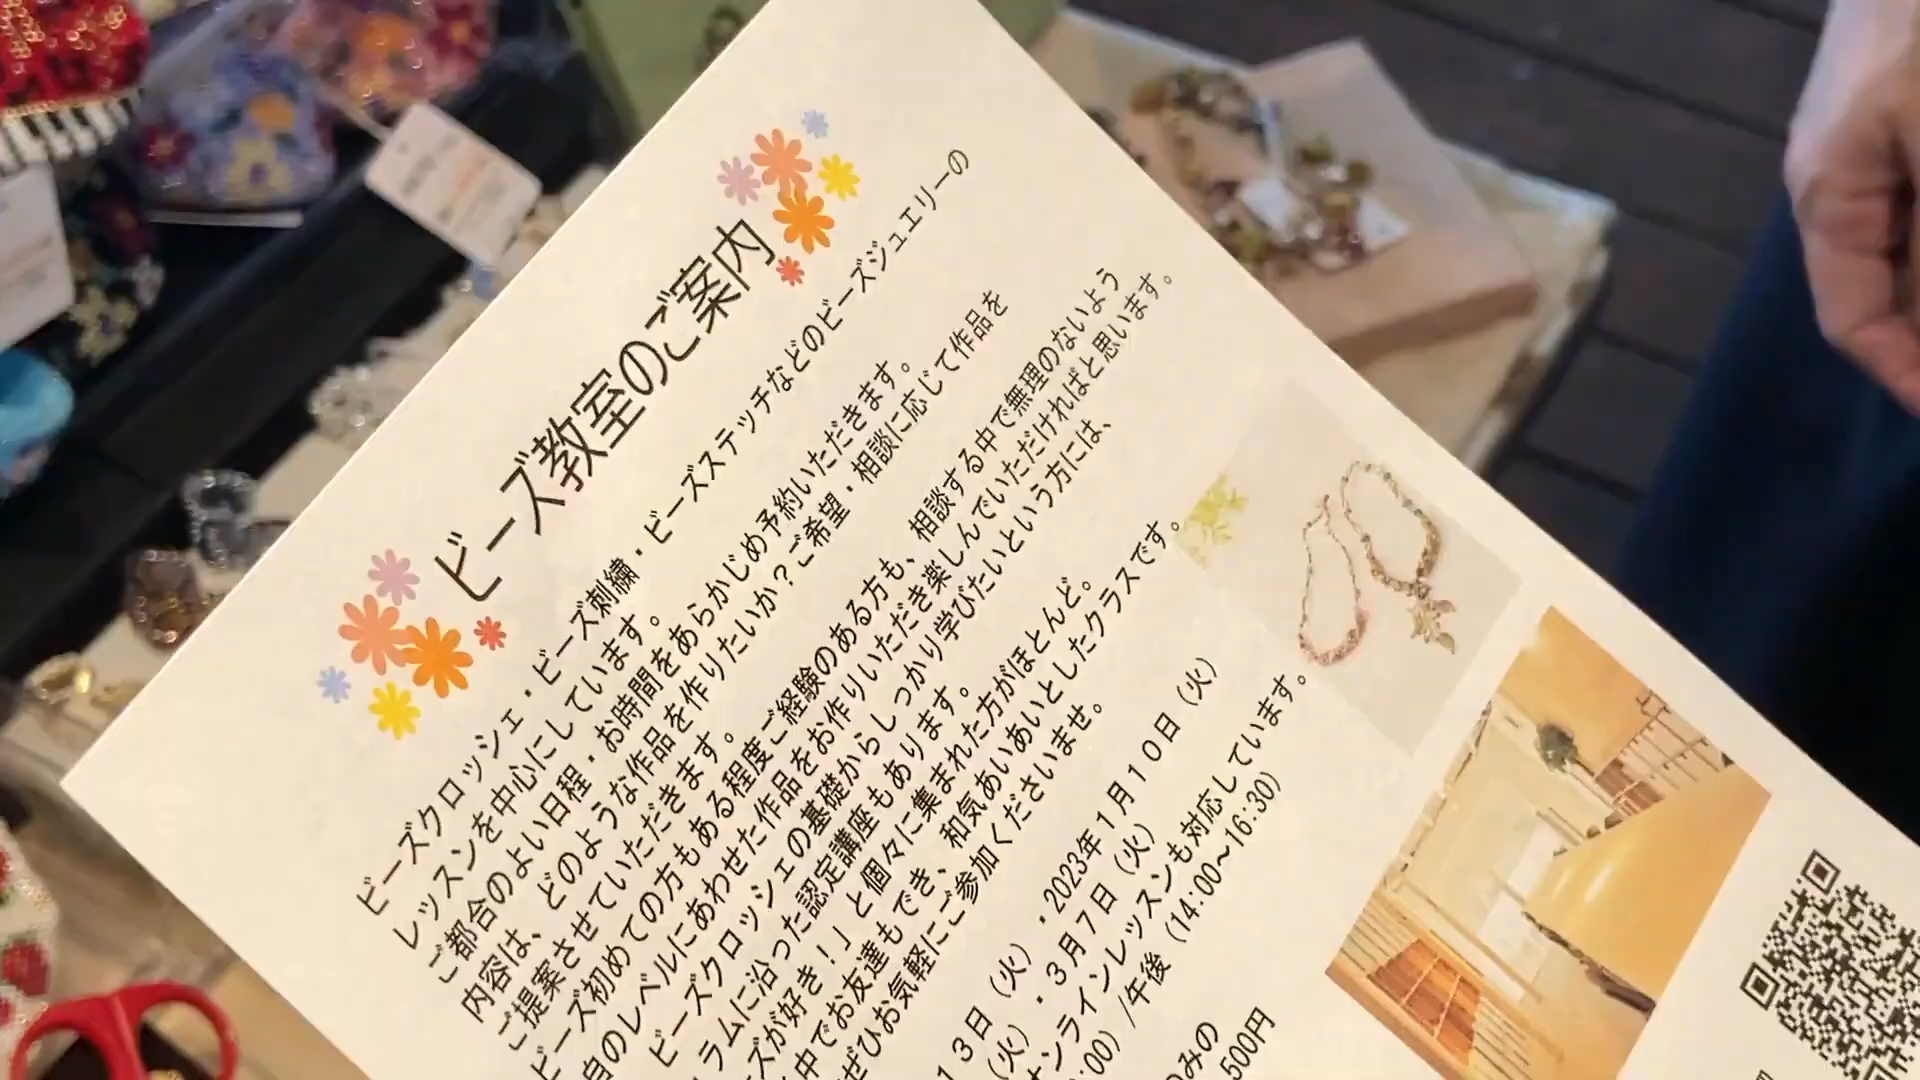 ビーズ教室のご案内
ビーズクロッシェ・ビーズ刺繍・ビーズステッチなどのビーズジュエリーの
レッスンを中心にしています。
ご都合のよい日程・お時間をあらかじめ予約いただきます。
内容は、どのような作品を作りたいか？ご希望・相談に応じて作品を
ご提案させていただきます。
ビーズ初めての方もある程度ご経験のある方も、相談する中で無理のないよう
自のレベルにあわせた作品をお作りいただき楽しんでいただければと思います。
ビーズクロッシェの基礎からしっかり学びたいという方には、
ラムに沿った認定講座もあります。
ズが好き！」と個々に集まれた方がほとんど。
中でお友達もでき、和気あいあいとしたクラスです。
ぜひお気軽にご参加くださいませ。
１３日（火）・2023年１月１０日（火）
（火）・３月７日（火）
オンラインレッスンも対応しています。
:00）/午後（14:00～16:30）
のみの
500円